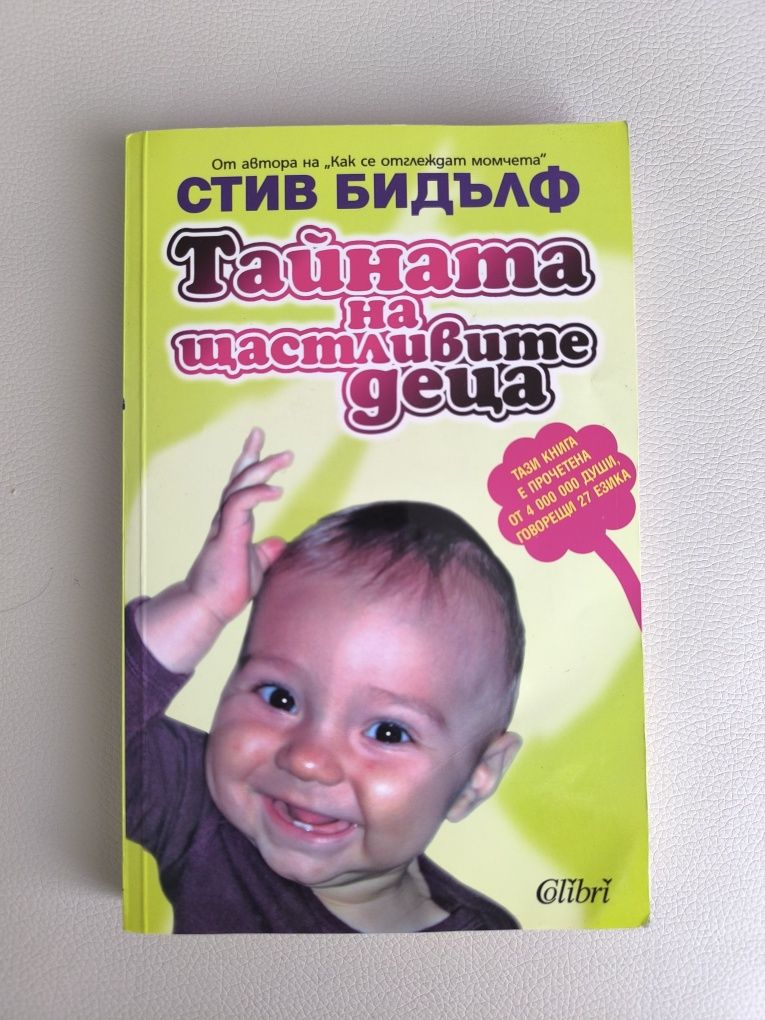 От автора на „Как се отглеждат момчета“
СТИВ БИДЪЛФ
Тайната
на
щастливите
деца
ТАЗИ КНИГА
Е ПРОЧЕТЕНА
ОТ 4 000 000 ДУШИ,
ГОВОРЕЩИ 27 ЕЗИКА
Colibri